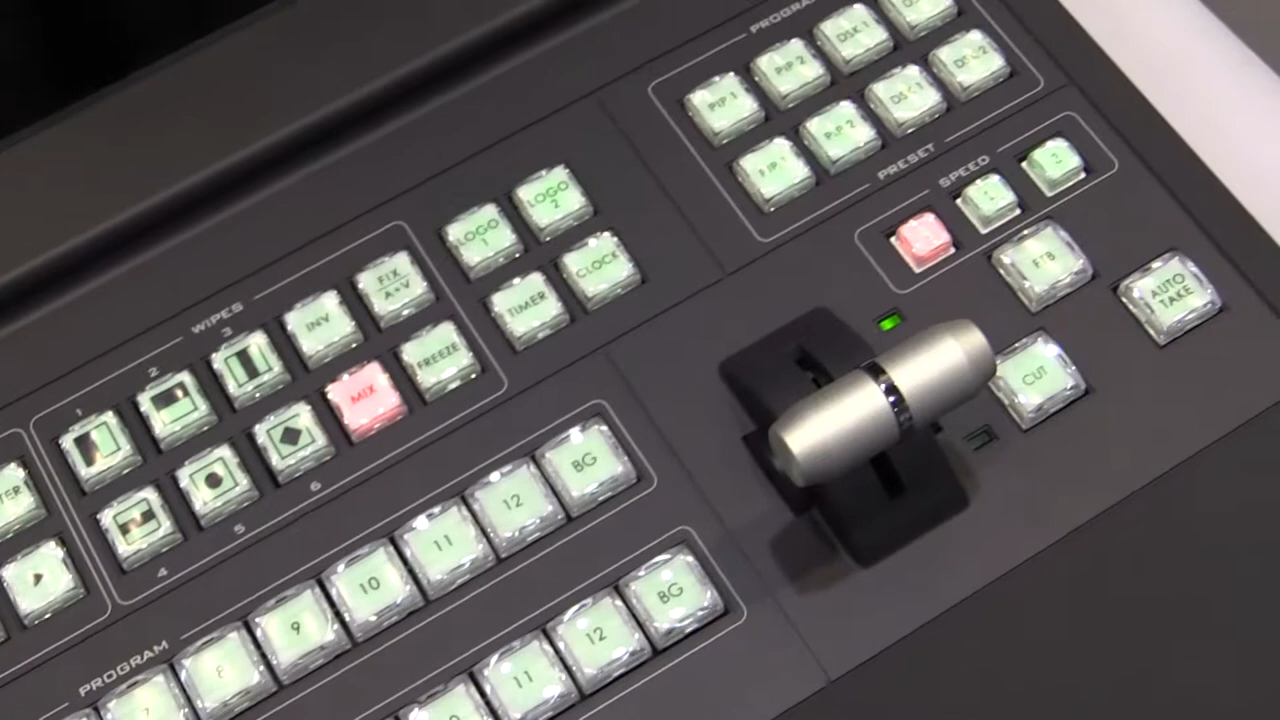 PROGRAM
PIP 1
PIP 2
DSK 1
PIP 1
PIP 2
DSK 1
DSK 2
PRESET
SPEED
1
2
FTB
AUTO
TAKE
CUT
LOGO
1
LOGO
2
TIMER
CLOCK
WIPES
1
2
3
INV
FIX
A+V
MIX
FREEZE
4
5
6
PROGRAM
7
8
9
10
11
12
BG
11
12
BG